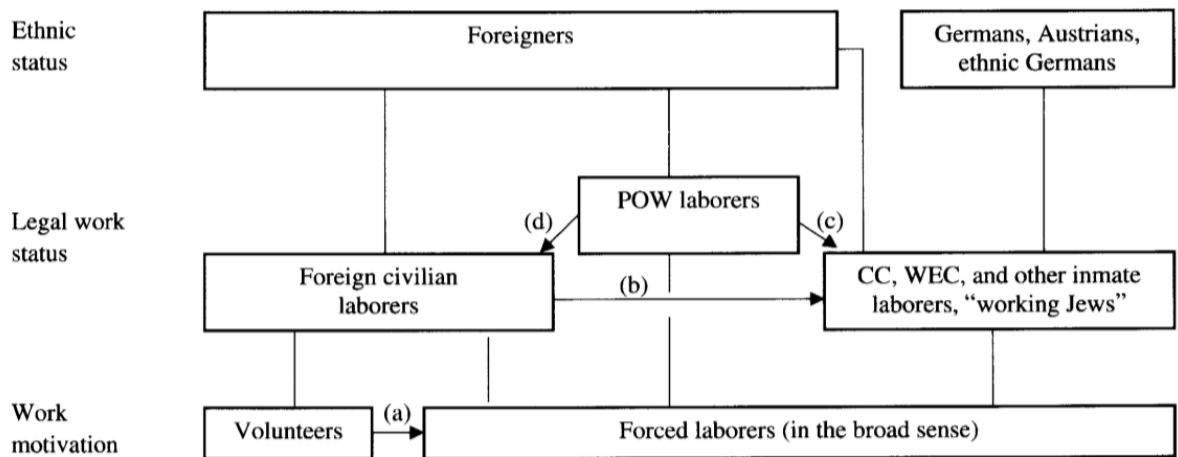 Ethnic
status
Foreigners
Germans, Austrians,
ethnic Germans
Legal work
status
POW laborers
(d)
(c)
Foreign civilian
laborers
(b)
CC, WEC, and other inmate
laborers, “working Jews”
Work
motivation
Volunteers
(a)
Forced laborers (in the broad sense)